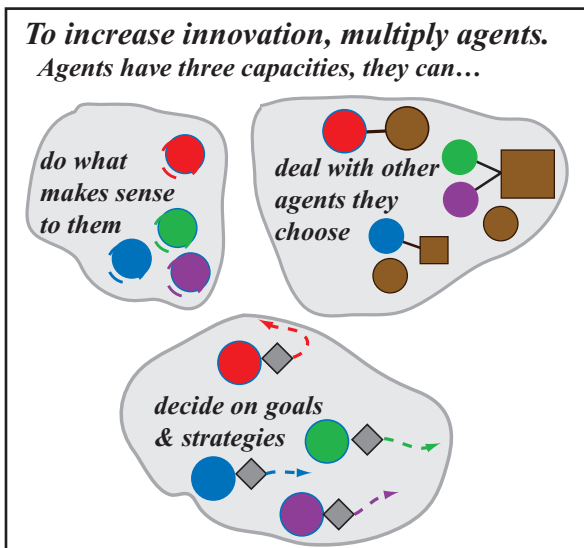 To increase innovation, multiply agents.
Agents have three capacities, they can…
do what
makes sense
to them
deal with other
agents they
choose
decide on goals
& strategies